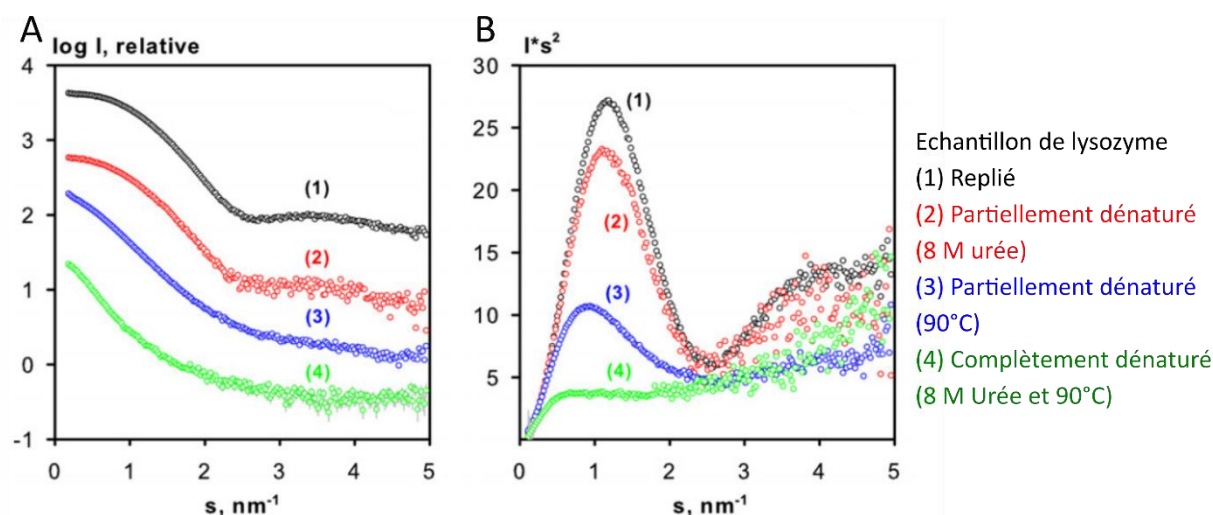 A
log I, relative
4
3
2
1
0
-1
(1)
(2)
(3)
(4)
0 1 2 3 4 5
s, nm⁻¹
B
I*s²
30
25
20
15
10
5
(1)
(2)
(3)
(4)
0 1 2 3 4 5
s, nm⁻¹
Echantillon de lysozyme
(1) Replié
(2) Partiellement dénaturé
(8 M urée)
(3) Partiellement dénaturé
(90°C)
(4) Complètement dénaturé
(8 M Urée et 90°C)